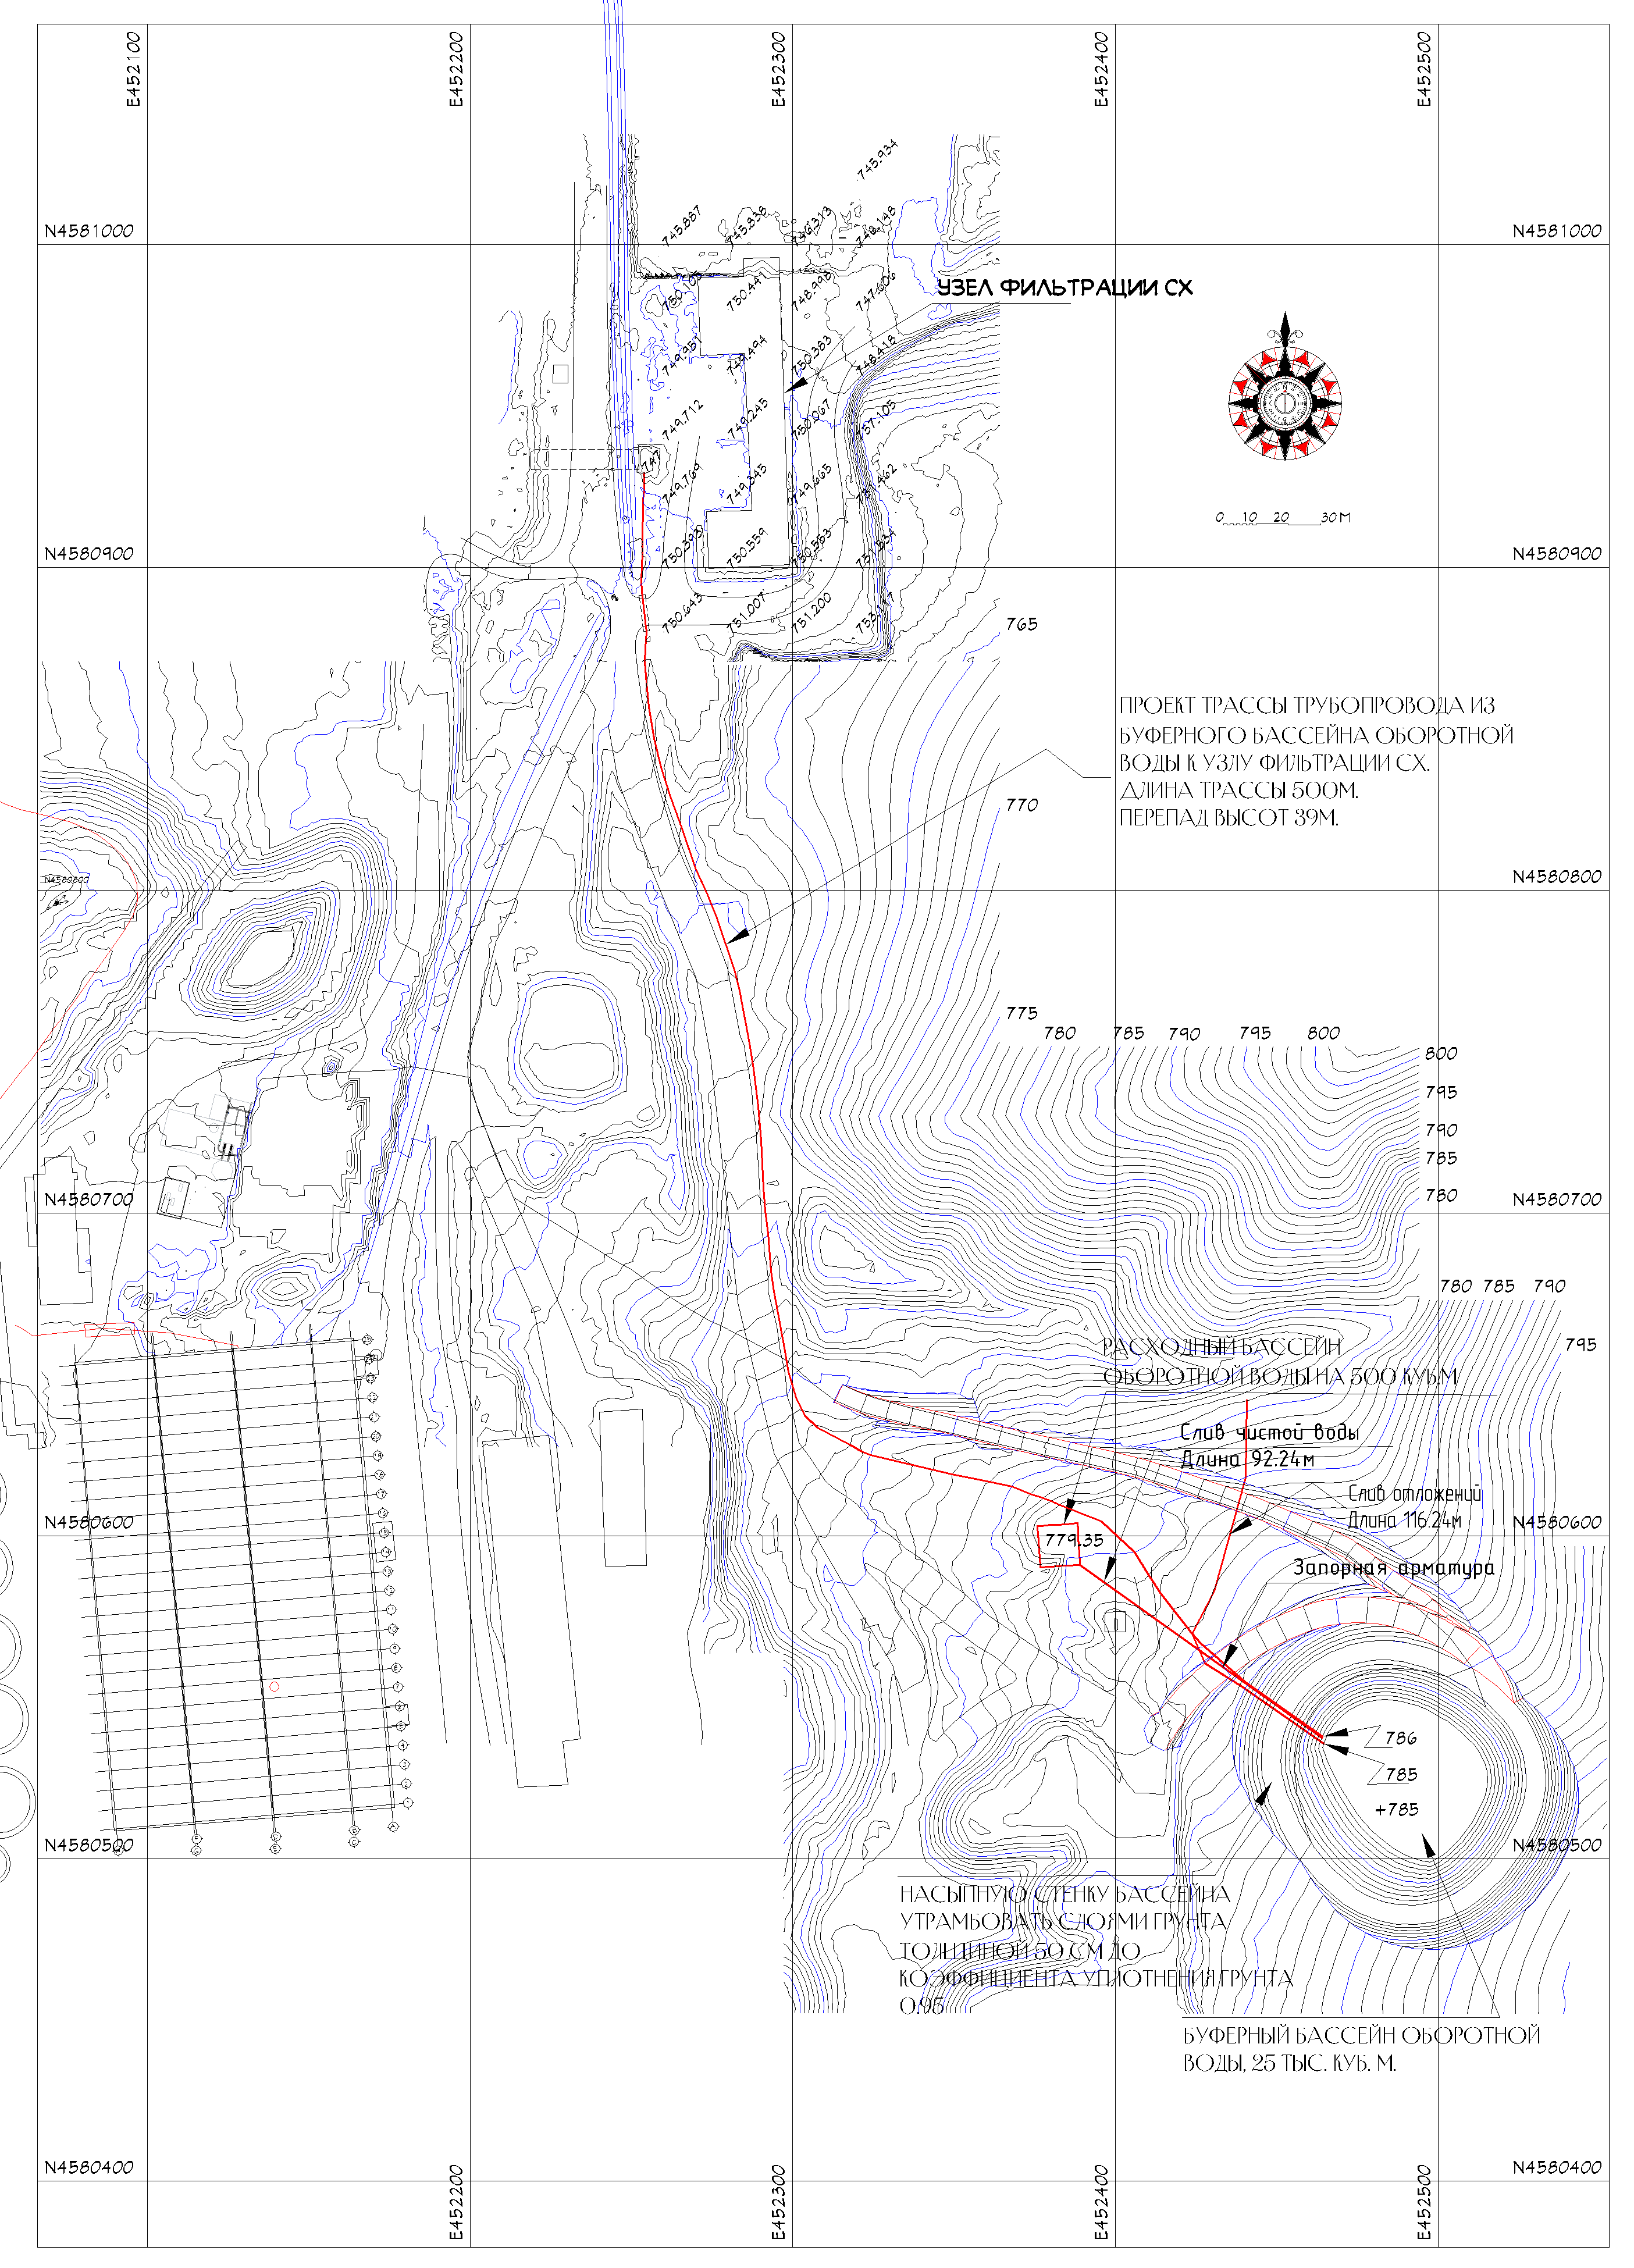 E452100
E452200
E452300
E452400
E452500
745.934
N4581000
745.887
745.838
746.313
746.148
N4581000
УЗЕЛ ФИЛЬТРАЦИИ СХ
750.105
750.441
748.998
747.606
749.951
749.494
750.383
748.418
749.712
749.245
750.067
757.105
747
749.769
749.345
749.665
751.462
0 10 20 30М
N4580900
750.393
750.559
750.553
751.534
N4580900
750.643
751.007
751.200
753.117
765
ПРОЕКТ ТРАССЫ ТРУБОПРОВОДА ИЗ
БУФЕРНОГО БАССЕЙНА ОБОРОТНОЙ
ВОДЫ К УЗЛУ ФИЛЬТРАЦИИ СХ.
ДЛИНА ТРАССЫ 500М.
ПЕРЕПАД ВЫСОТ 39М.
770
N4580800
N4580800
775
780
785
790
795
800
800
795
790
785
780
N4580700
N4580700
780
785
790
795
РАСХОДНЫЙ БАССЕЙН
ОБОРОТНОЙ ВОДЫ НА 500 КУБ.М
Слив чистой воды
Длина 92.24м
Слив отложений
Длина 116.24м
N4580600
N4580600
779.35
Запорная арматура
786
785
+785
N4580500
N4580500
НАСЫПНУЮ СТЕНКУ БАССЕЙНА
УТРАМБОВАТЬ СЛОЯМИ ГРУНТА
ТОЛЩИНОЙ 50 СМ ДО
КОЭФФИЦИЕНТА УПЛОТНЕНИЯ ГРУНТА
0.95
БУФЕРНЫЙ БАССЕЙН ОБОРОТНОЙ
ВОДЫ, 25 ТЫС. КУБ. М.
N4580400
N4580400
E452200
E452300
E452400
E452500